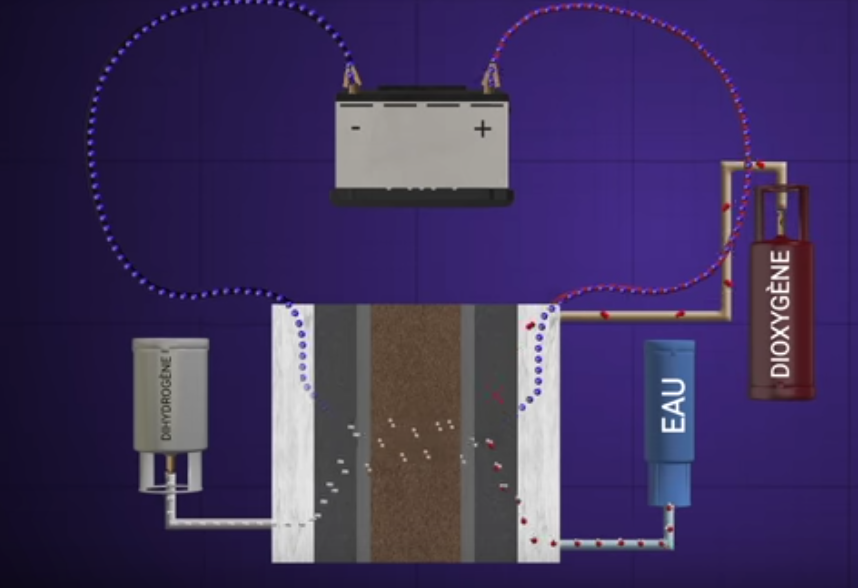 -
+
DIHYDROGÈNE
EAU
DIOXYGÈNE